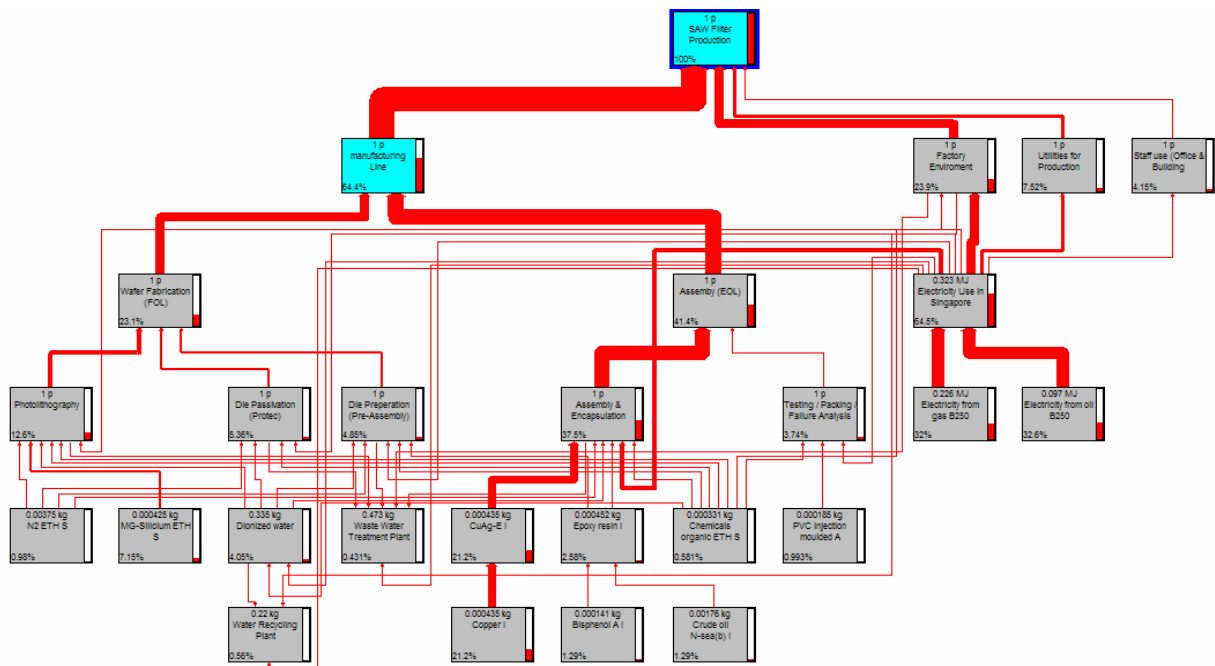 1 p
SAW Filter
Production
100%
1 p
manufacturing
Line
64.4%
1 p
Factory
Enviroment
23.9%
1 p
Utilities for
Production
7.52%
1 p
Staff use (Office &
Building
4.15%
1 p
Wafer Fabrication
(FOL)
23.1%
1 p
Assemby (EOL)
41.4%
0.323 MJ
Electricity Use in
Singapore
64.5%
1 p
Photolithography
12.6%
1 p
Die Passivation
(Protec)
5.36%
1 p
Die Preperation
(Pre-Assembly)
4.85%
1 p
Assembly &
Encapsulation
37.5%
1 p
Testing / Packing /
Failure Analysis
3.74%
0.226 MJ
Electricity from
gas B250
32%
0.097 MJ
Electricity from oil
B250
32.6%
0.00375 kg
N2 ETH S
0.98%
0.000425 kg
MG-Silicium ETH
S
7.15%
0.335 kg
Dionized water
4.05%
0.473 kg
Waste Water
Treatment Plant
0.431%
0.000435 kg
CuAg-E I
21.2%
0.000452 kg
Epoxy resin I
2.58%
0.000331 kg
Chemicals
organic ETH S
0.581%
0.000185 kg
PVC injection
moulded A
0.993%
0.22 kg
Water Recycling
Plant
0.56%
0.000435 kg
Copper I
21.2%
0.000141 kg
Bisphenol A I
1.29%
0.00176 kg
Crude oil
N-sea(b) I
1.29%